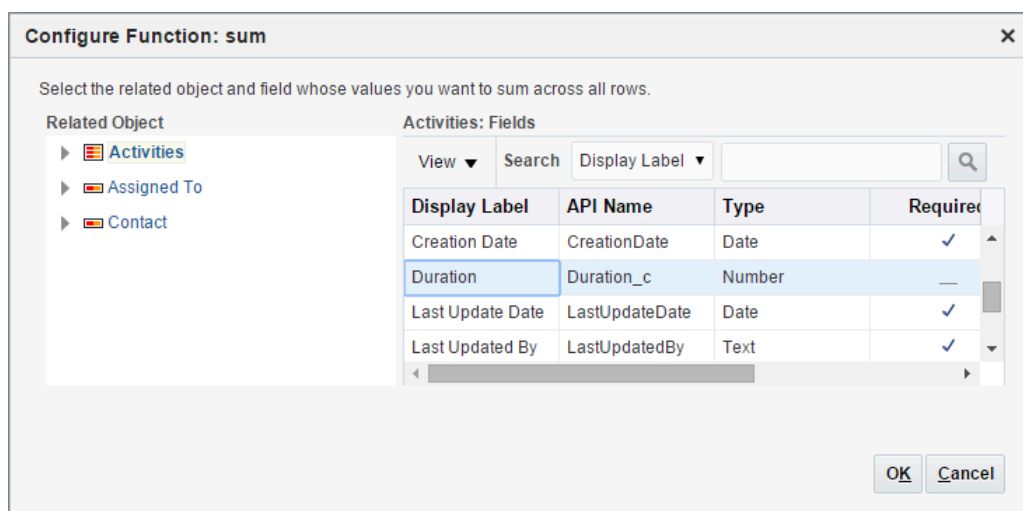 Configure Function: sum
Select the related object and field whose values you want to sum across all rows.
Related Object
Activities
Assigned To
Contact
Activities: Fields
View Search Display Label
Display Label API Name Type Required
Creation Date CreationDate Date
Duration Duration_c Number
Last Update Date LastUpdateDate Date
Last Updated By LastUpdatedBy Text
OK Cancel